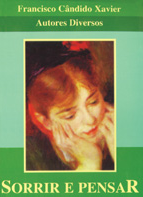 Francisco Cândido Xavier
Autores Diversos
SORRIR E PENSAR